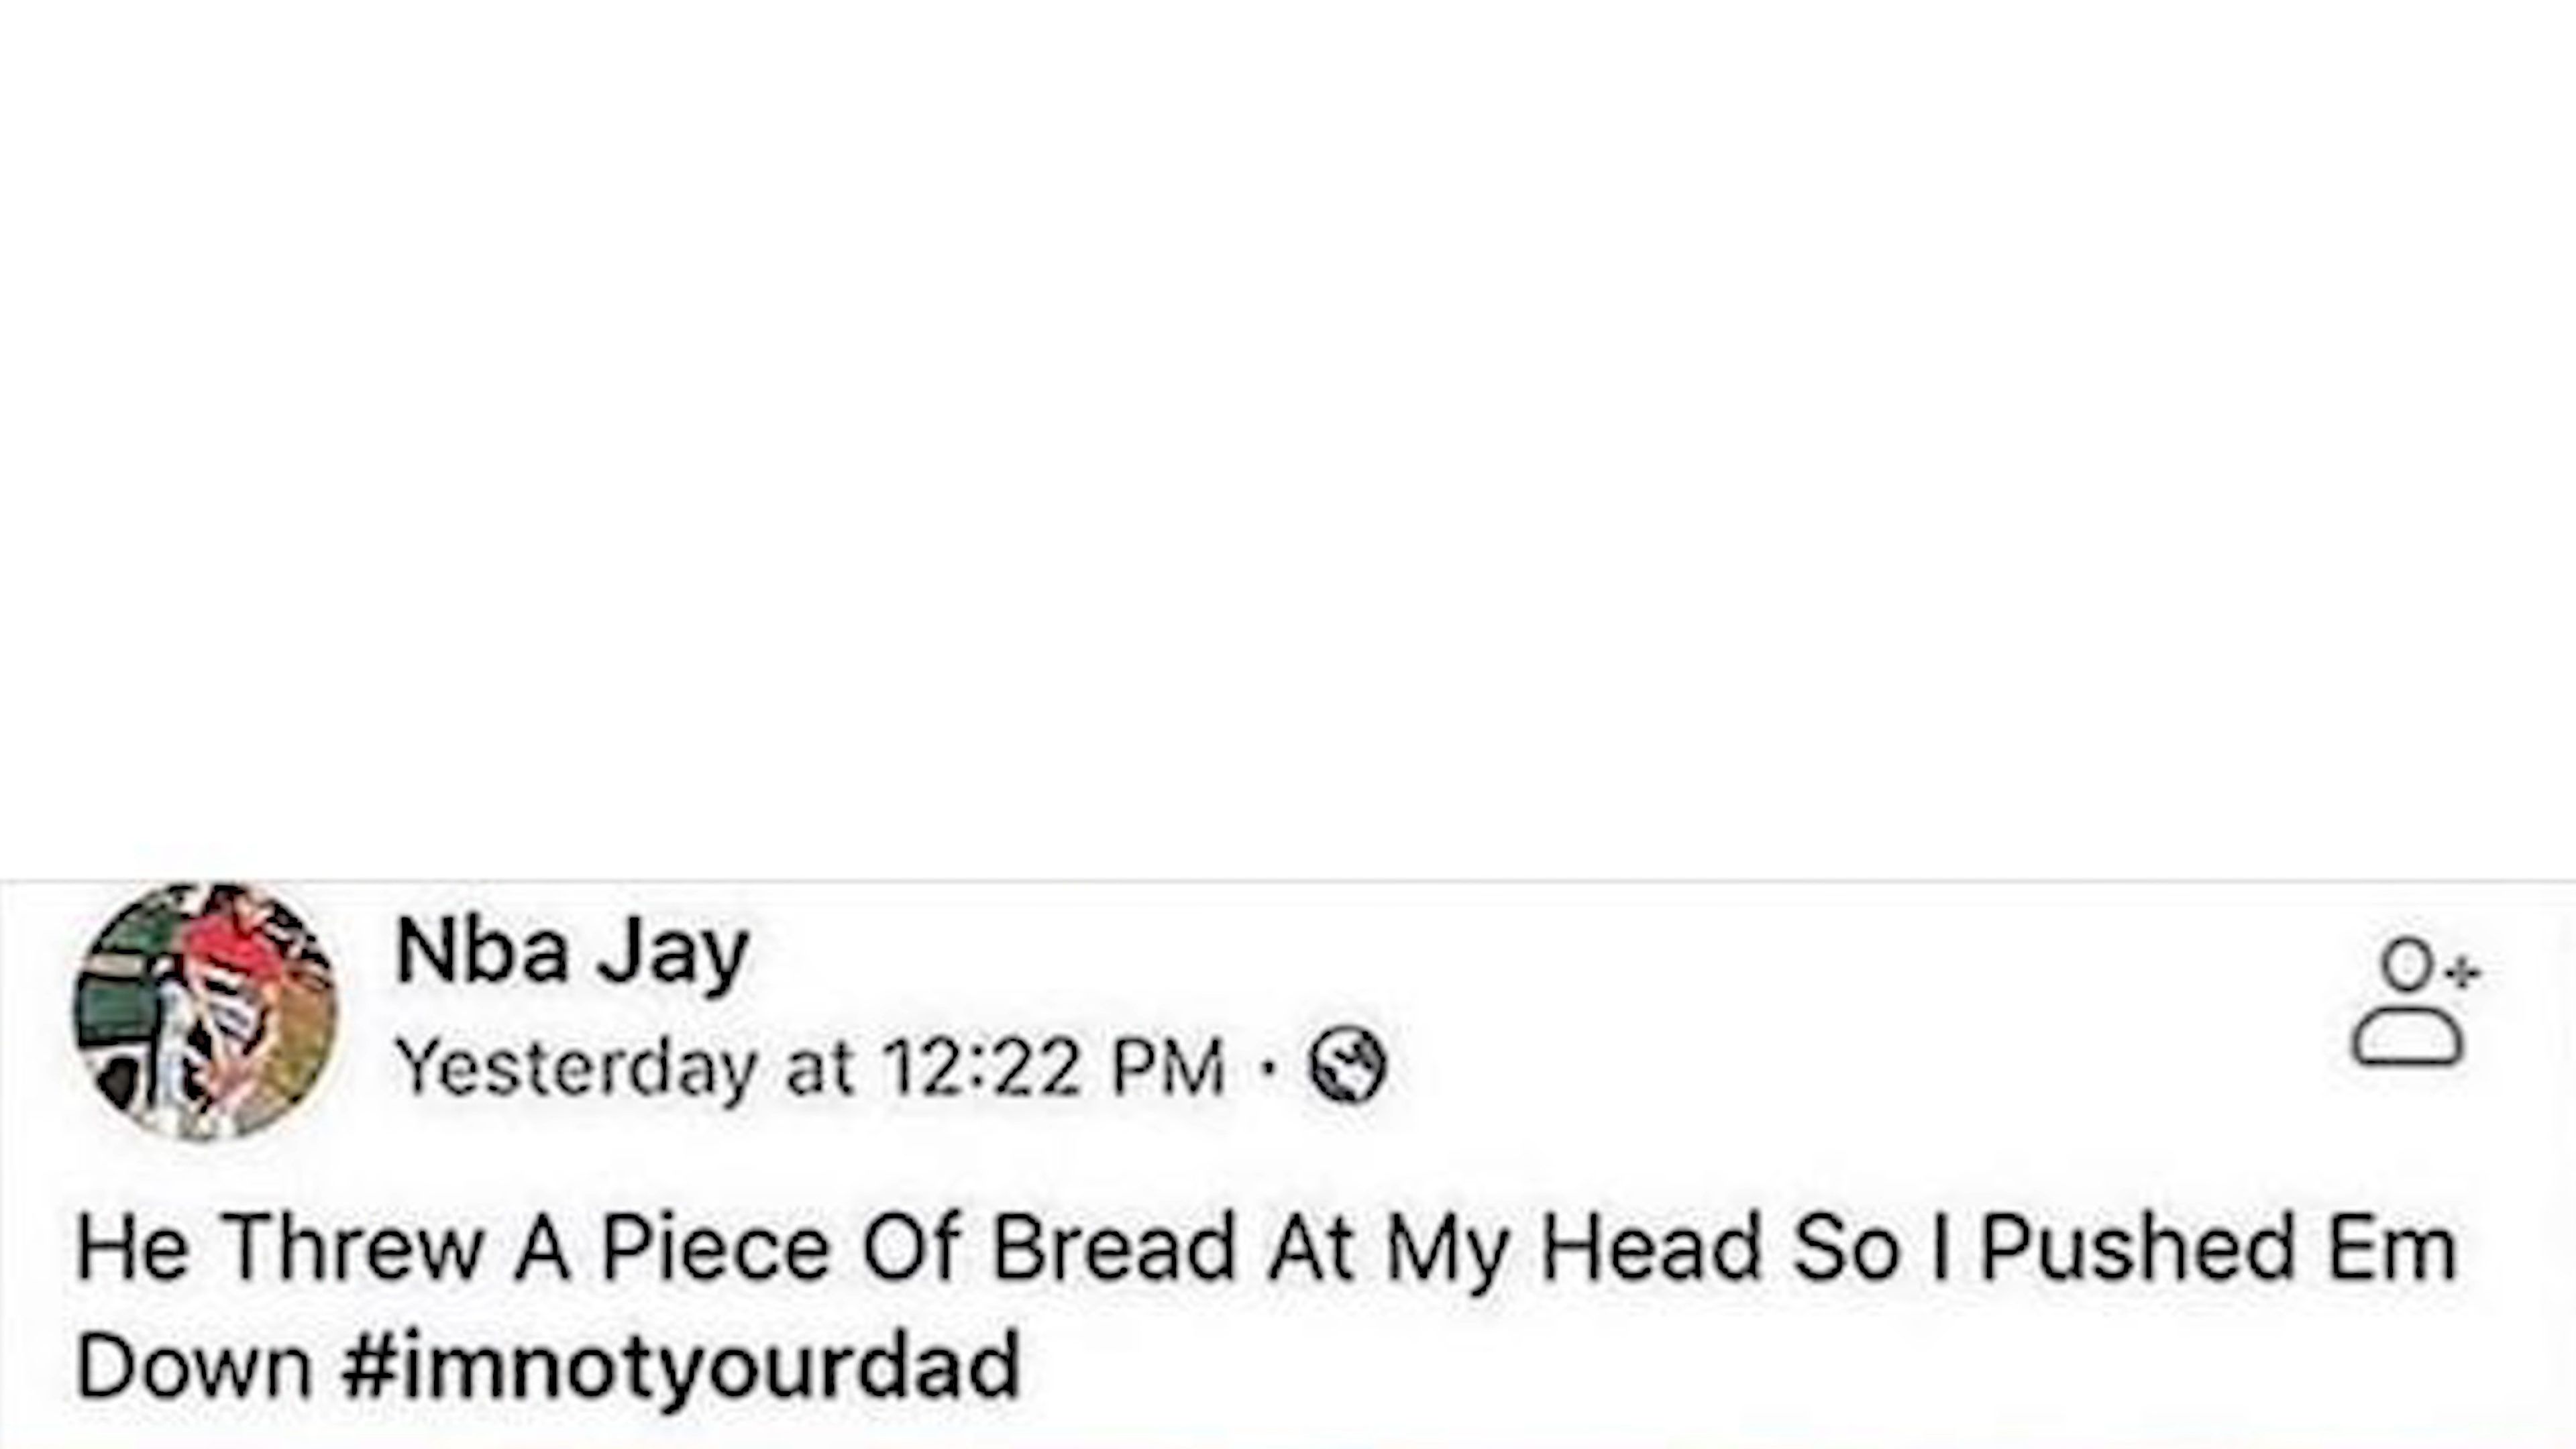 Nba Jay
Yesterday at 12:22 PM ·
He Threw A Piece Of Bread At My Head So I Pushed Em
Down #imnotyourdad